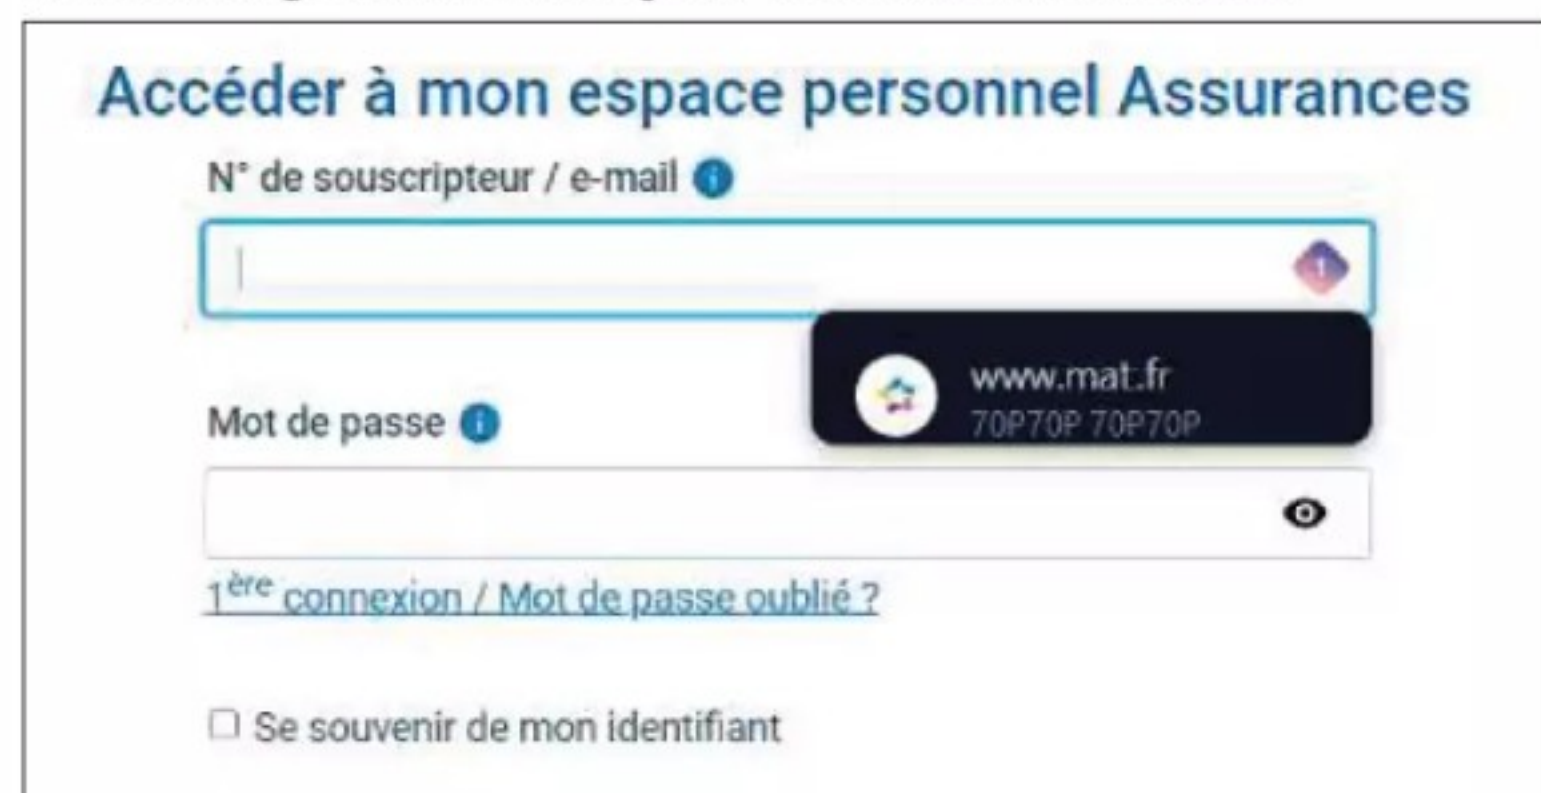 Accéder à mon espace personnel Assurances
N° de souscripteur / e-mail
1
www.mat.fr
70P70P 70P70P
Mot de passe
1ère connexion / Mot de passe oublié ?
Se souvenir de mon identifiant